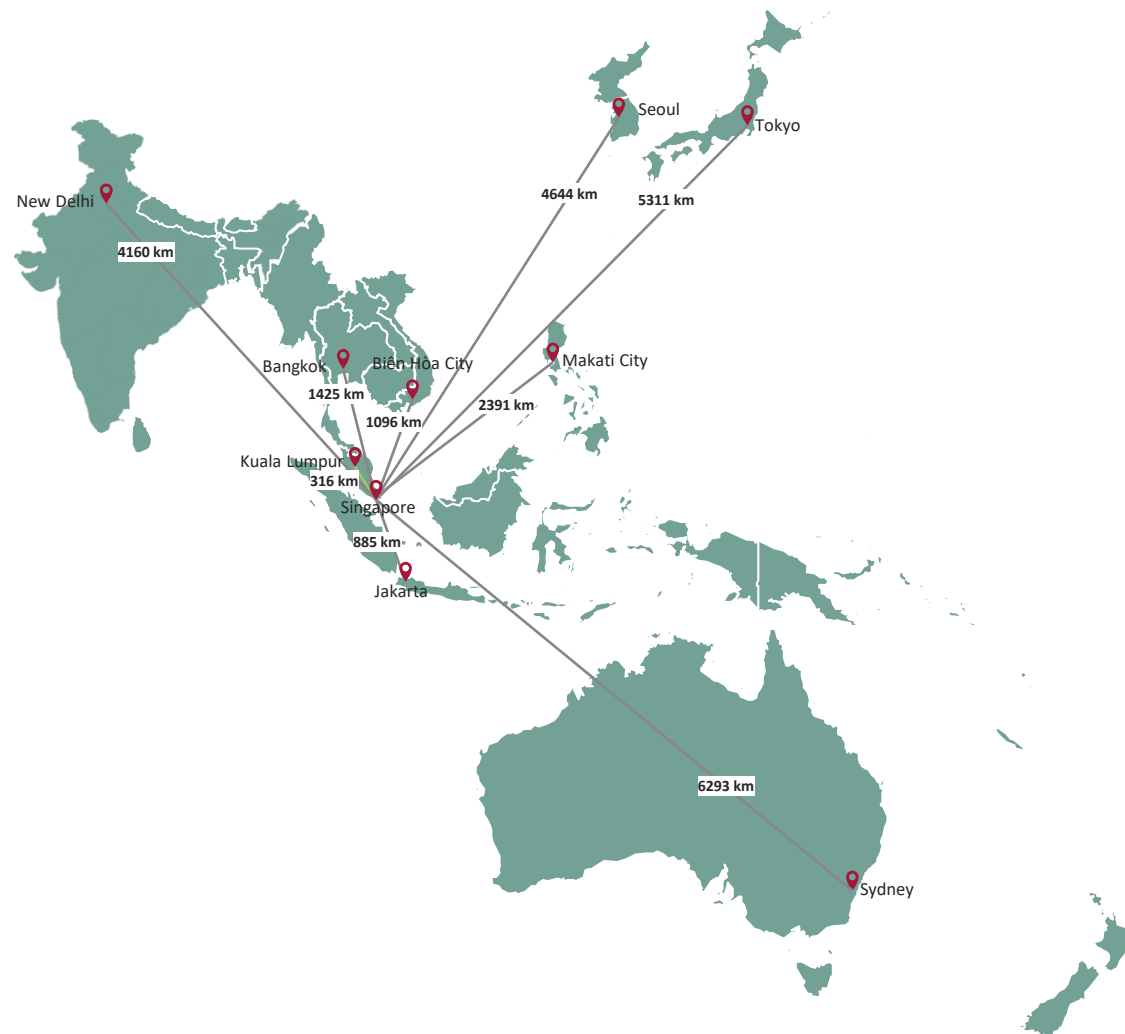 Seoul
Tokyo
4644 km
5311 km
New Delhi
4160 km
Bangkok
Biên Hòa City
Makati City
1425 km
1096 km
2391 km
Kuala Lumpur
316 km
Singapore
885 km
Jakarta
6293 km
Sydney